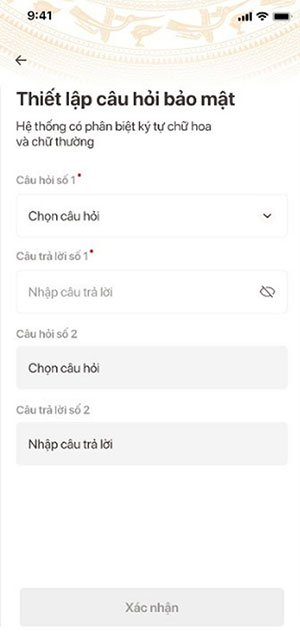 9:41
Thiết lập câu hỏi bảo mật
Hệ thống có phân biệt ký tự chữ hoa
và chữ thường
Câu hỏi số 1*
Chọn câu hỏi
Câu trả lời số 1*
Nhập câu trả lời
Câu hỏi số 2
Chọn câu hỏi
Câu trả lời số 2
Nhập câu trả lời
Xác nhận